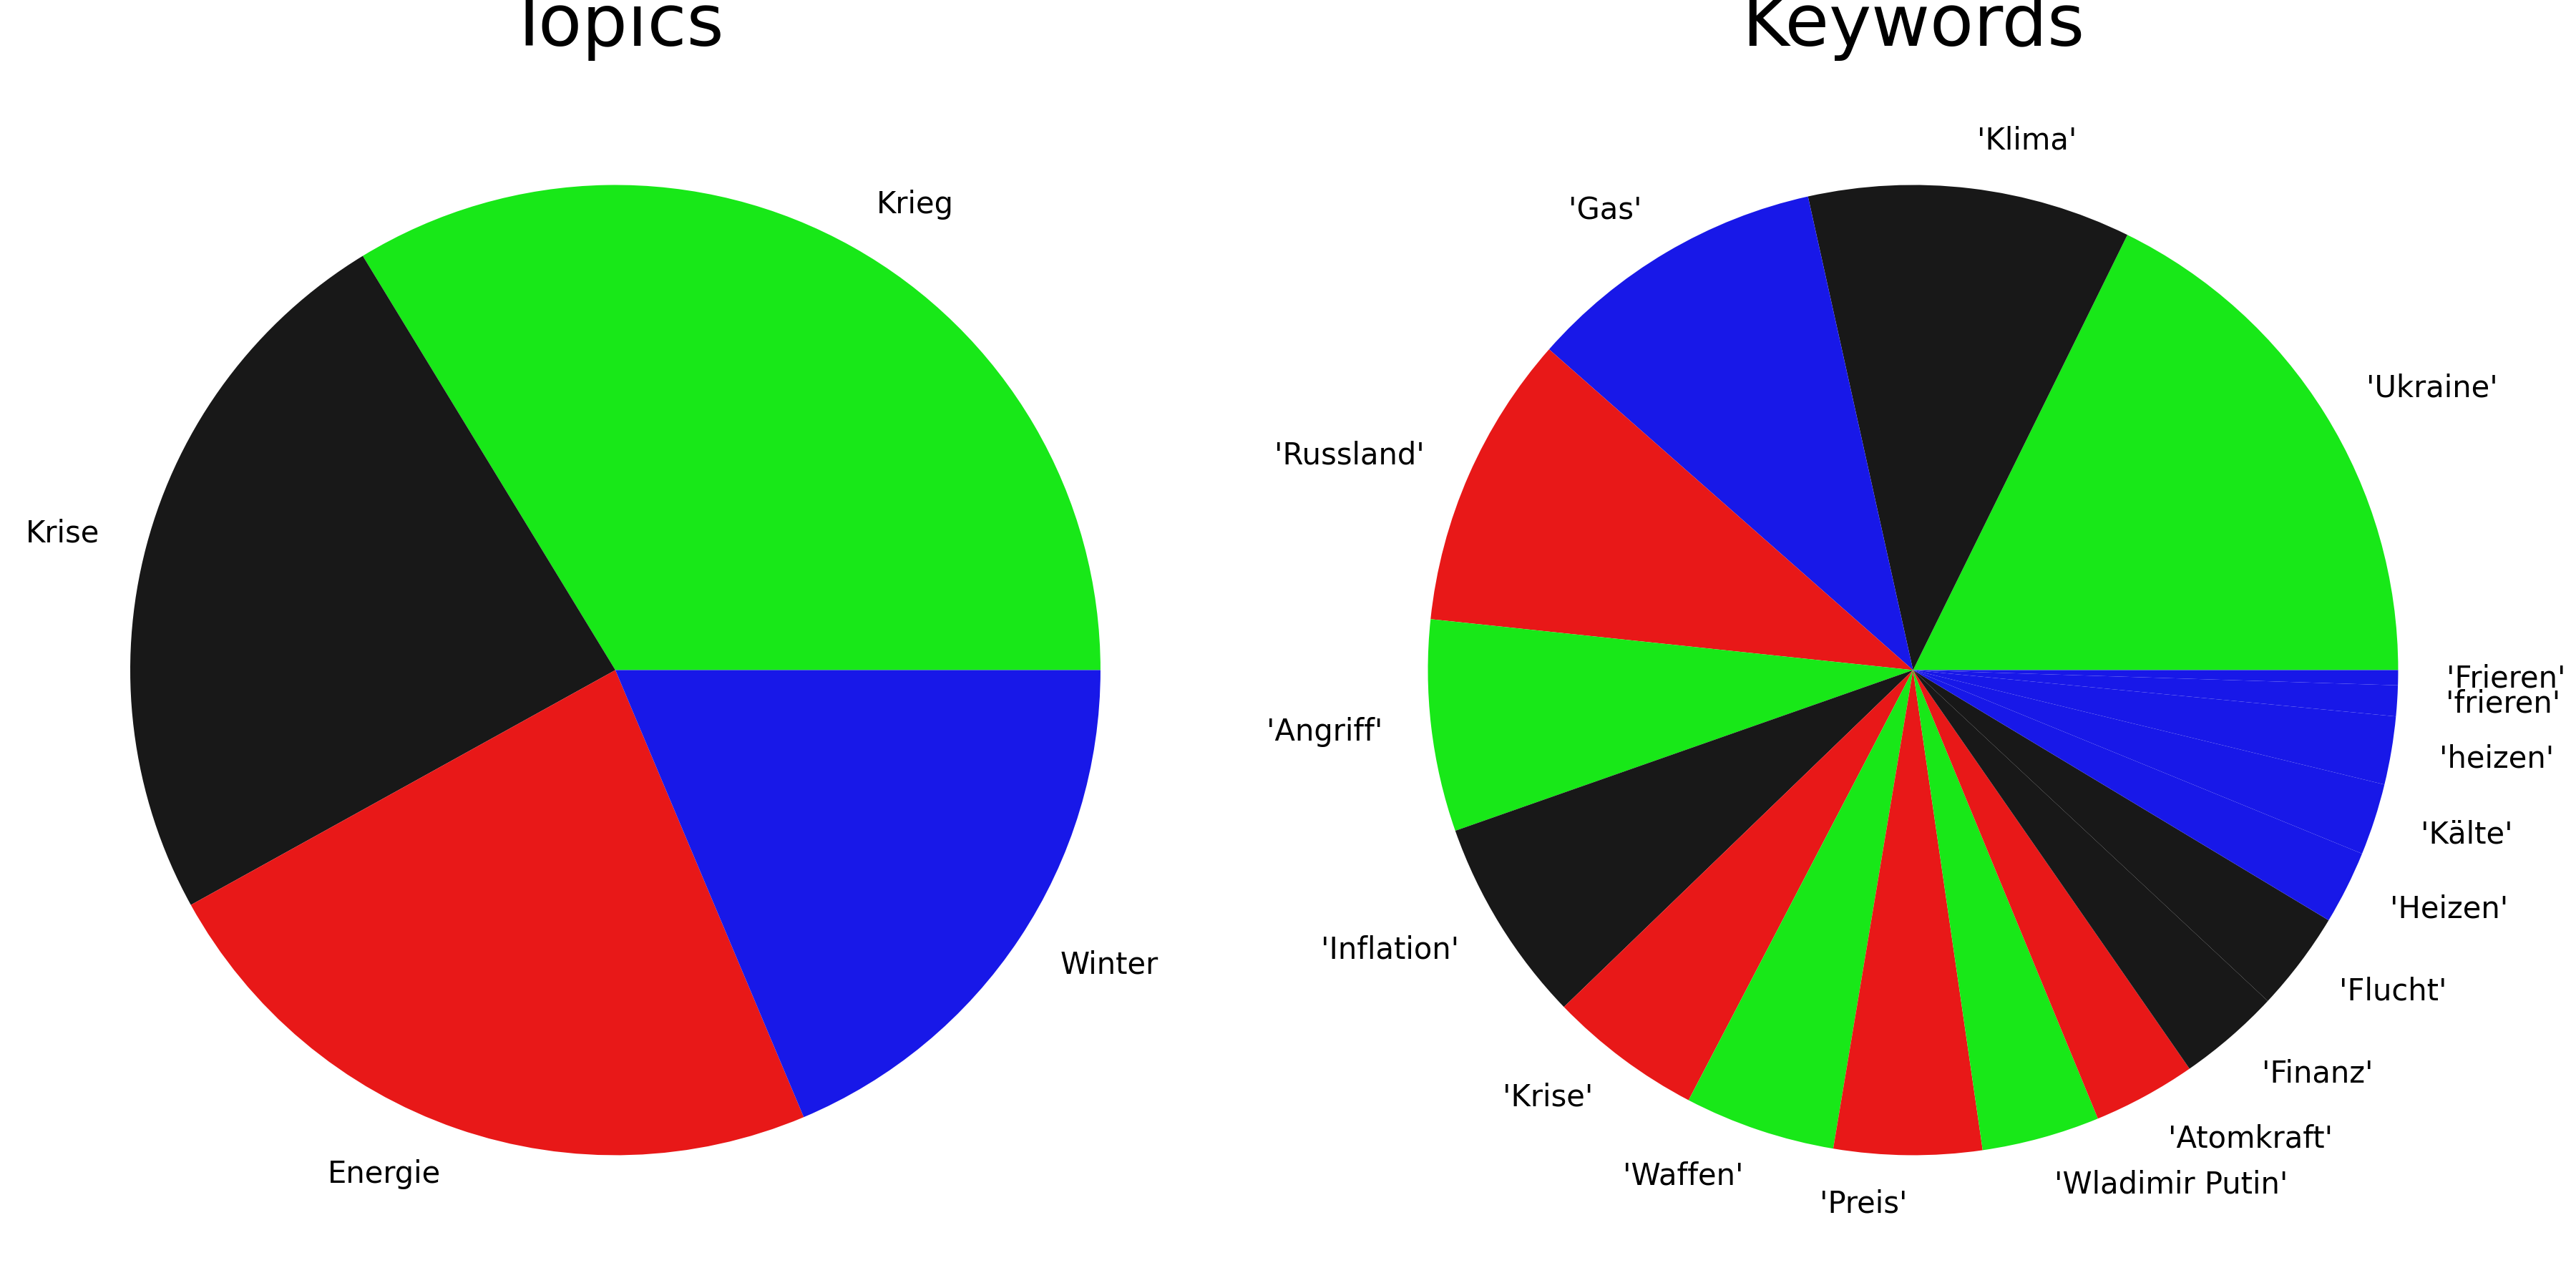 Topics
Krieg
Krise
Energie
Winter
Keywords
'Klima'
'Gas'
'Ukraine'
'Russland'
'Angriff'
'Inflation'
'Krise'
'Waffen'
'Preis'
'Wladimir Putin'
'Atomkraft'
'Finanz'
'Flucht'
'Heizen'
'Kälte'
'heizen'
'frieren'
'Frieren'